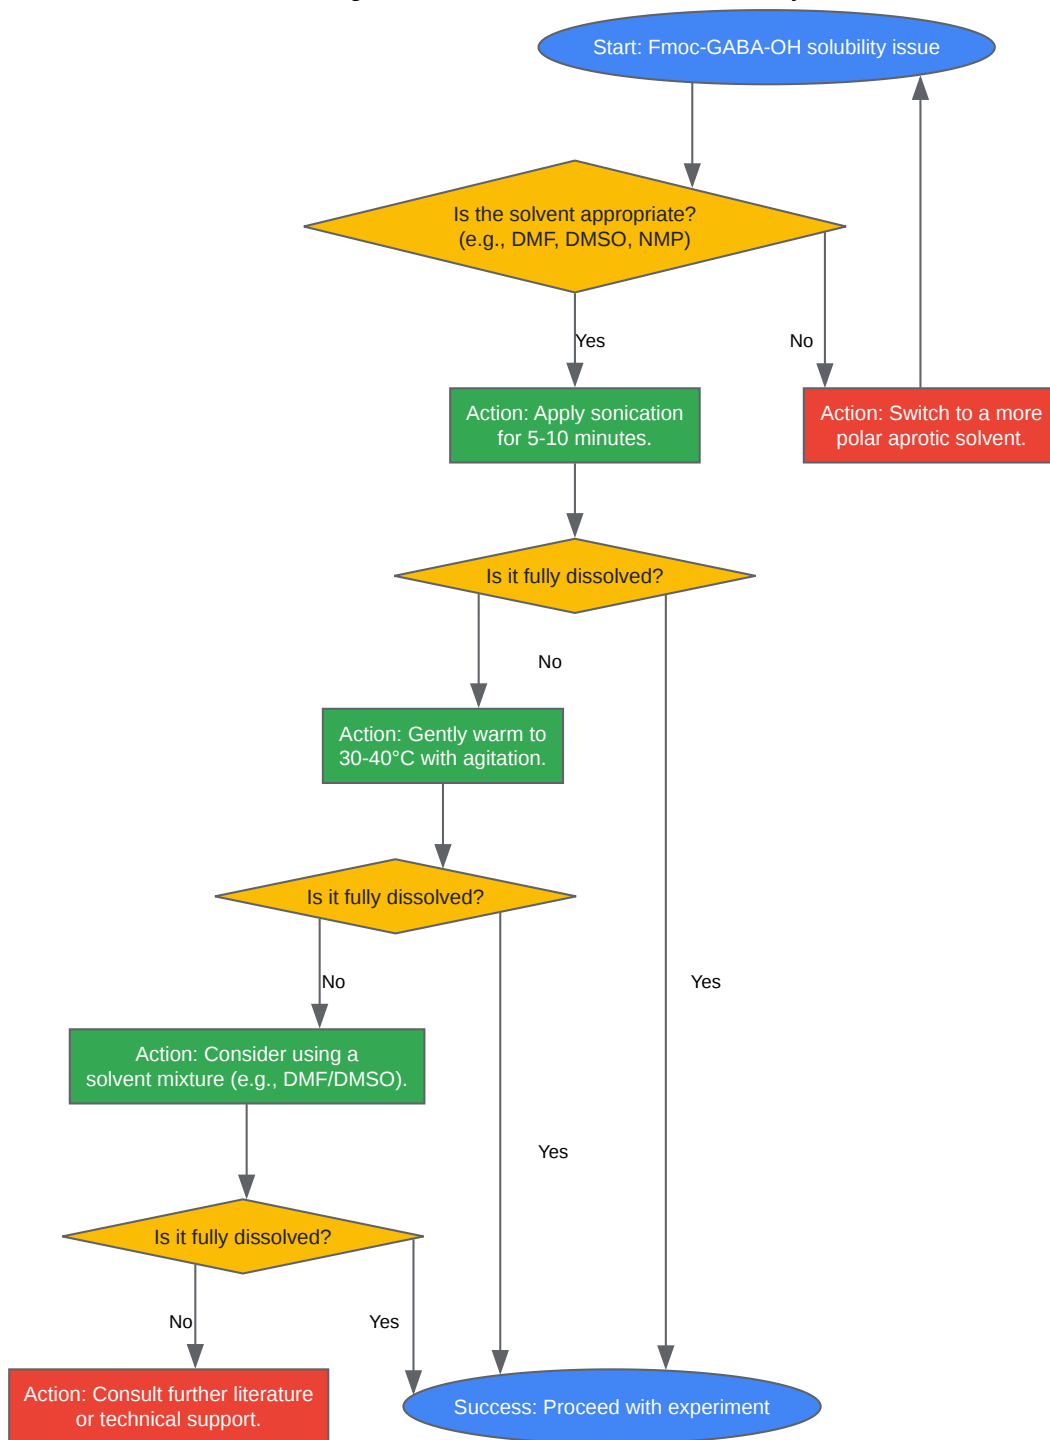 Start: Fmoc-GABA-OH solubility issue
Is the solvent appropriate?
(e.g., DMF, DMSO, NMP)
Yes
No
Action: Apply sonication
for 5-10 minutes.
Action: Switch to a more
polar aprotic solvent.
Is it fully dissolved?
No
Action: Gently warm to
30-40°C with agitation.
Is it fully dissolved?
No
Yes
Action: Consider using a
solvent mixture (e.g., DMF/DMSO).
Yes
Is it fully dissolved?
No
Yes
Action: Consult further literature
or technical support.
Success: Proceed with experiment